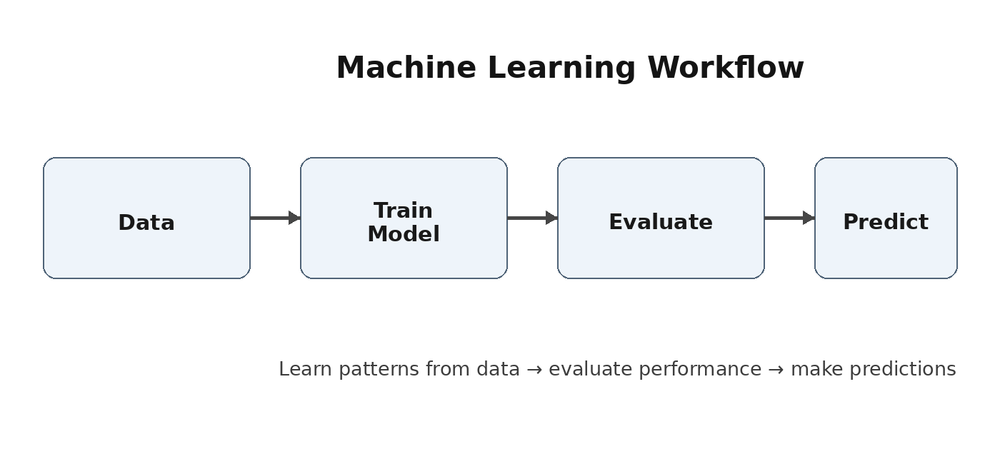 Machine Learning Workflow
Data
Train
Model
Evaluate
Predict
Learn patterns from data → evaluate performance → make predictions